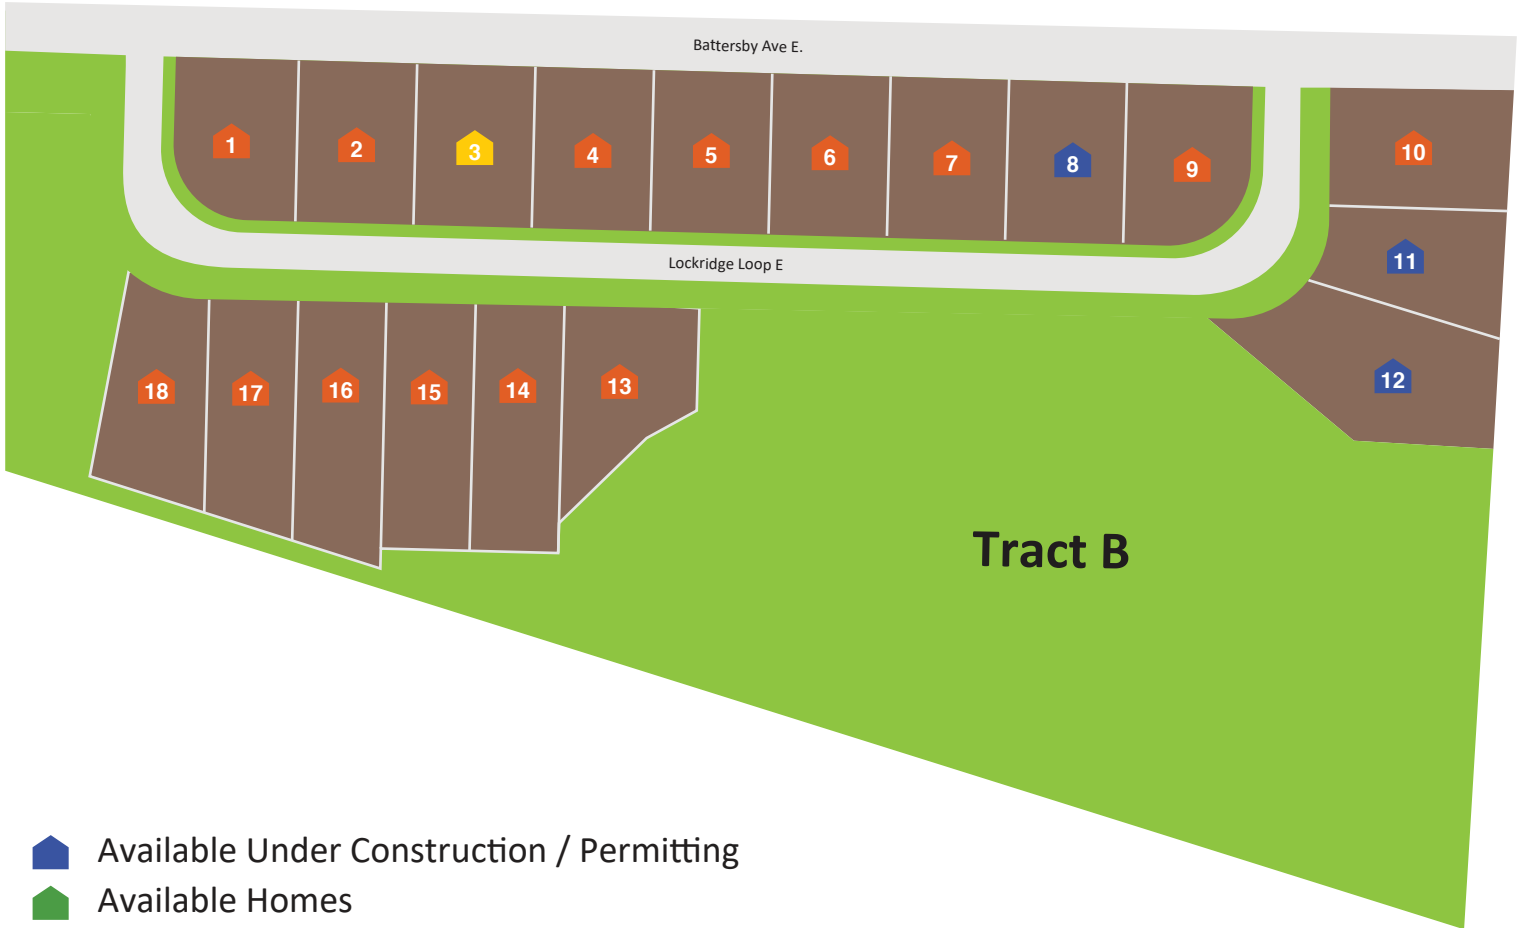 Battersby Ave E.
1 2 3 4 5 6 7 8 9 10
11
Lockridge Loop E
12
18 17 16 15 14 13
Tract B
Available Under Construction / Permitting
Available Homes